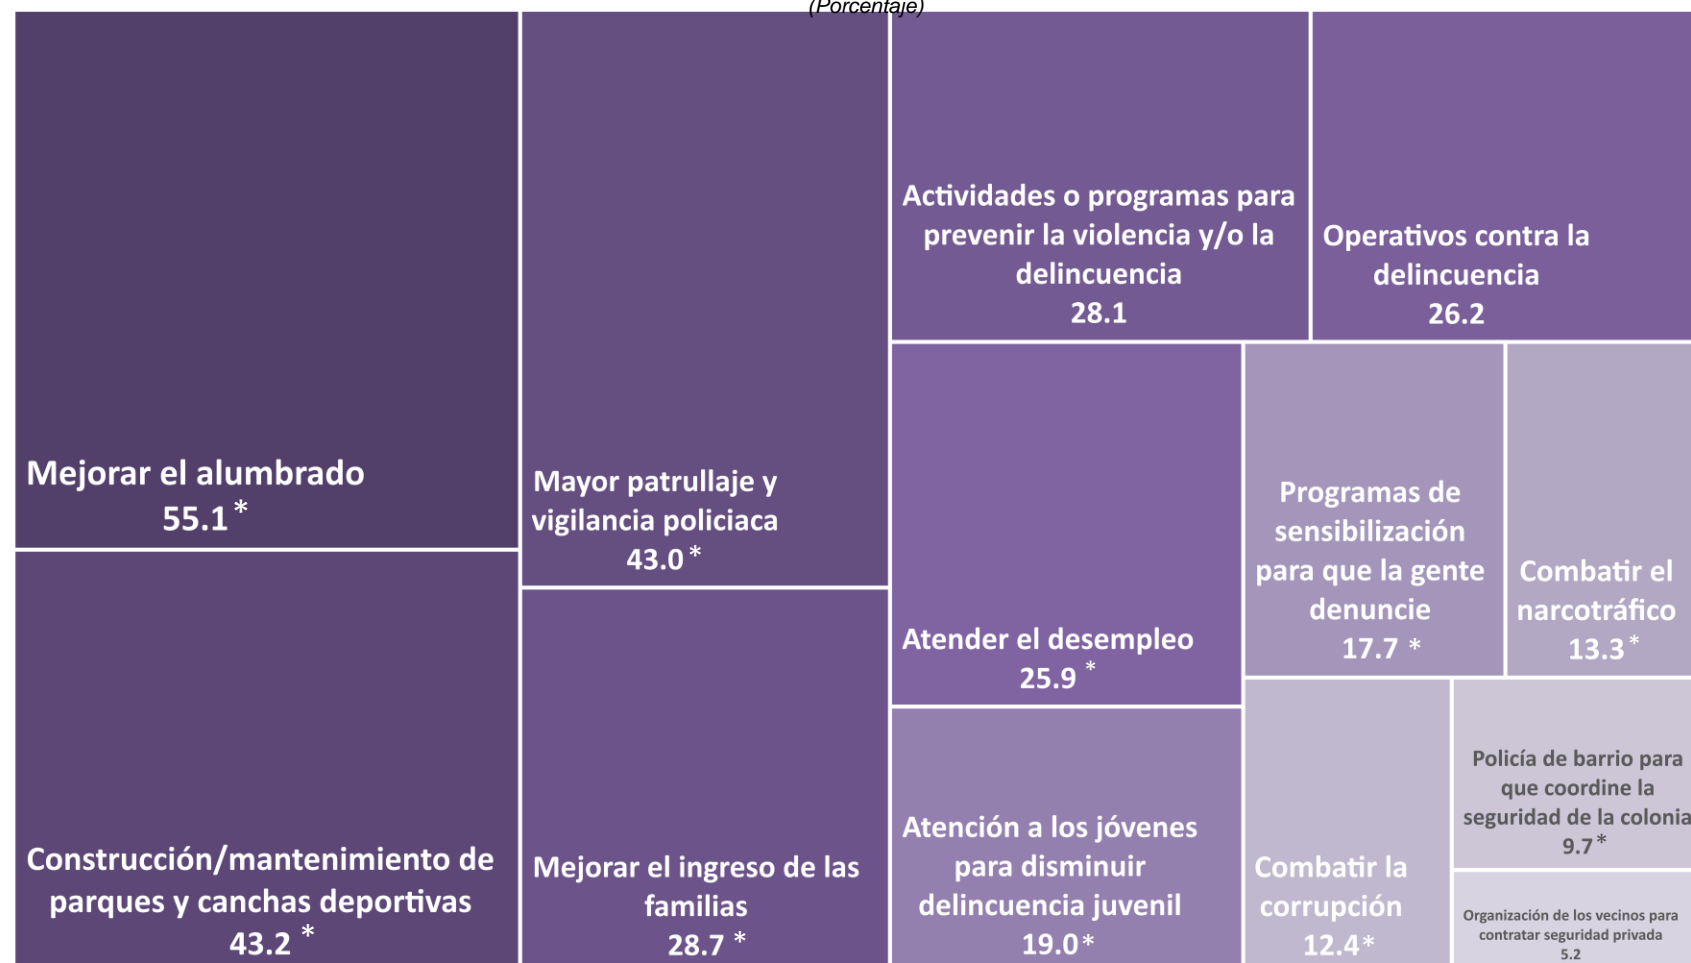 (Porcentaje)
Mejorar el alumbrado
55.1 *
Construcción/mantenimiento de
parques y canchas deportivas
43.2 *
Mayor patrullaje y
vigilancia policiaca
43.0 *
Mejorar el ingreso de las
familias
28.7 *
Actividades o programas para
prevenir la violencia y/o la
delincuencia
28.1
Operativos contra la
delincuencia
26.2
Atender el desempleo
25.9 *
Atención a los jóvenes
para disminuir
delincuencia juvenil
19.0*
Programas de
sensibilización
para que la gente
denuncie
17.7 *
Combatir el
narcotráfico
13.3*
Combatir la
corrupción
12.4*
Policía de barrio para
que coordine la
seguridad de la colonia
9.7*
Organización de los vecinos para
contratar seguridad privada
5.2